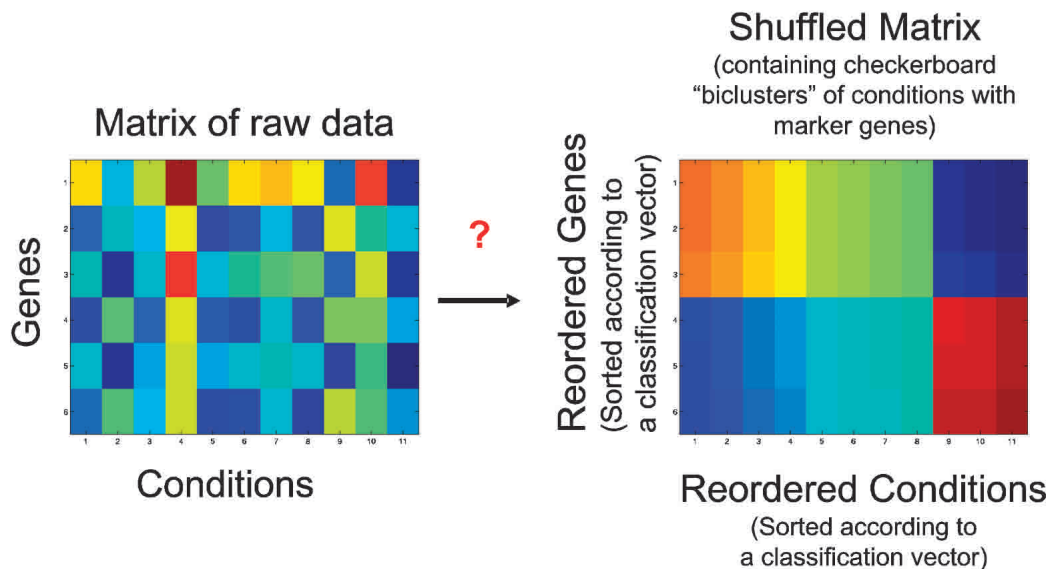 Shuffled Matrix
(containing checkerboard
“biclusters” of conditions with
marker genes)
Matrix of raw data
Genes
1
2
3
4
5
6
1 2 3 4 5 6 7 8 9 10 11
Conditions
?
Reordered Genes
(Sorted according to
a classification vector)
1
2
3
4
5
6
1 2 3 4 5 6 7 8 9 10 11
Reordered Conditions
(Sorted according to
a classification vector)